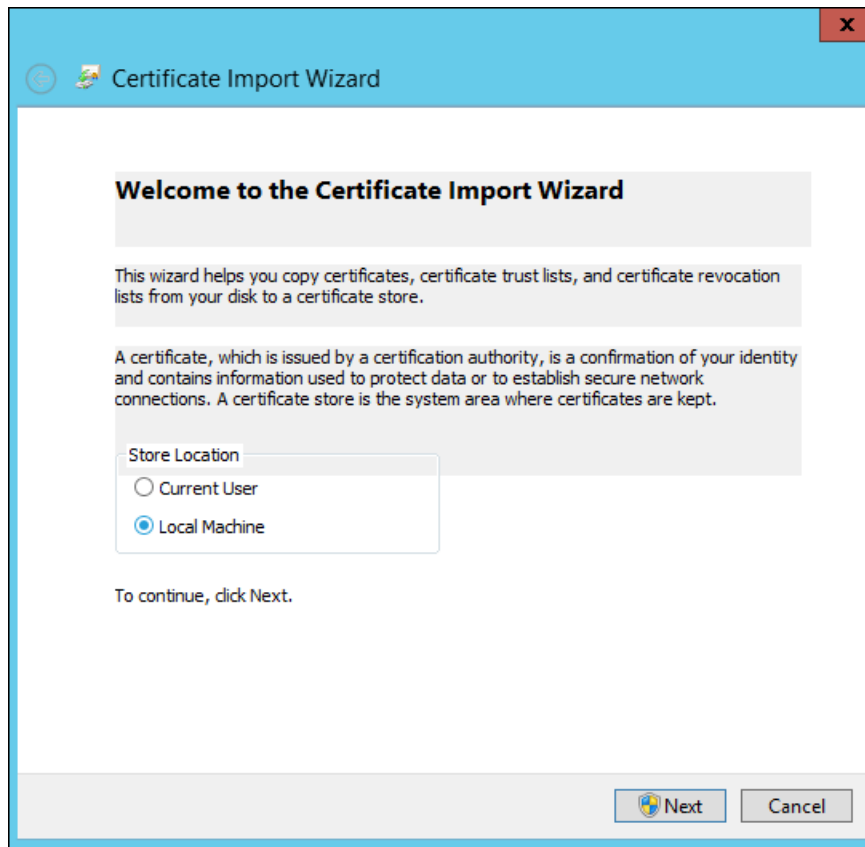 Certificate Import Wizard
Welcome to the Certificate Import Wizard
This wizard helps you copy certificates, certificate trust lists, and certificate revocation
lists from your disk to a certificate store.
A certificate, which is issued by a certification authority, is a confirmation of your identity
and contains information used to protect data or to establish secure network
connections. A certificate store is the system area where certificates are kept.
Store Location
Current User
Local Machine
To continue, click Next.
Next Cancel